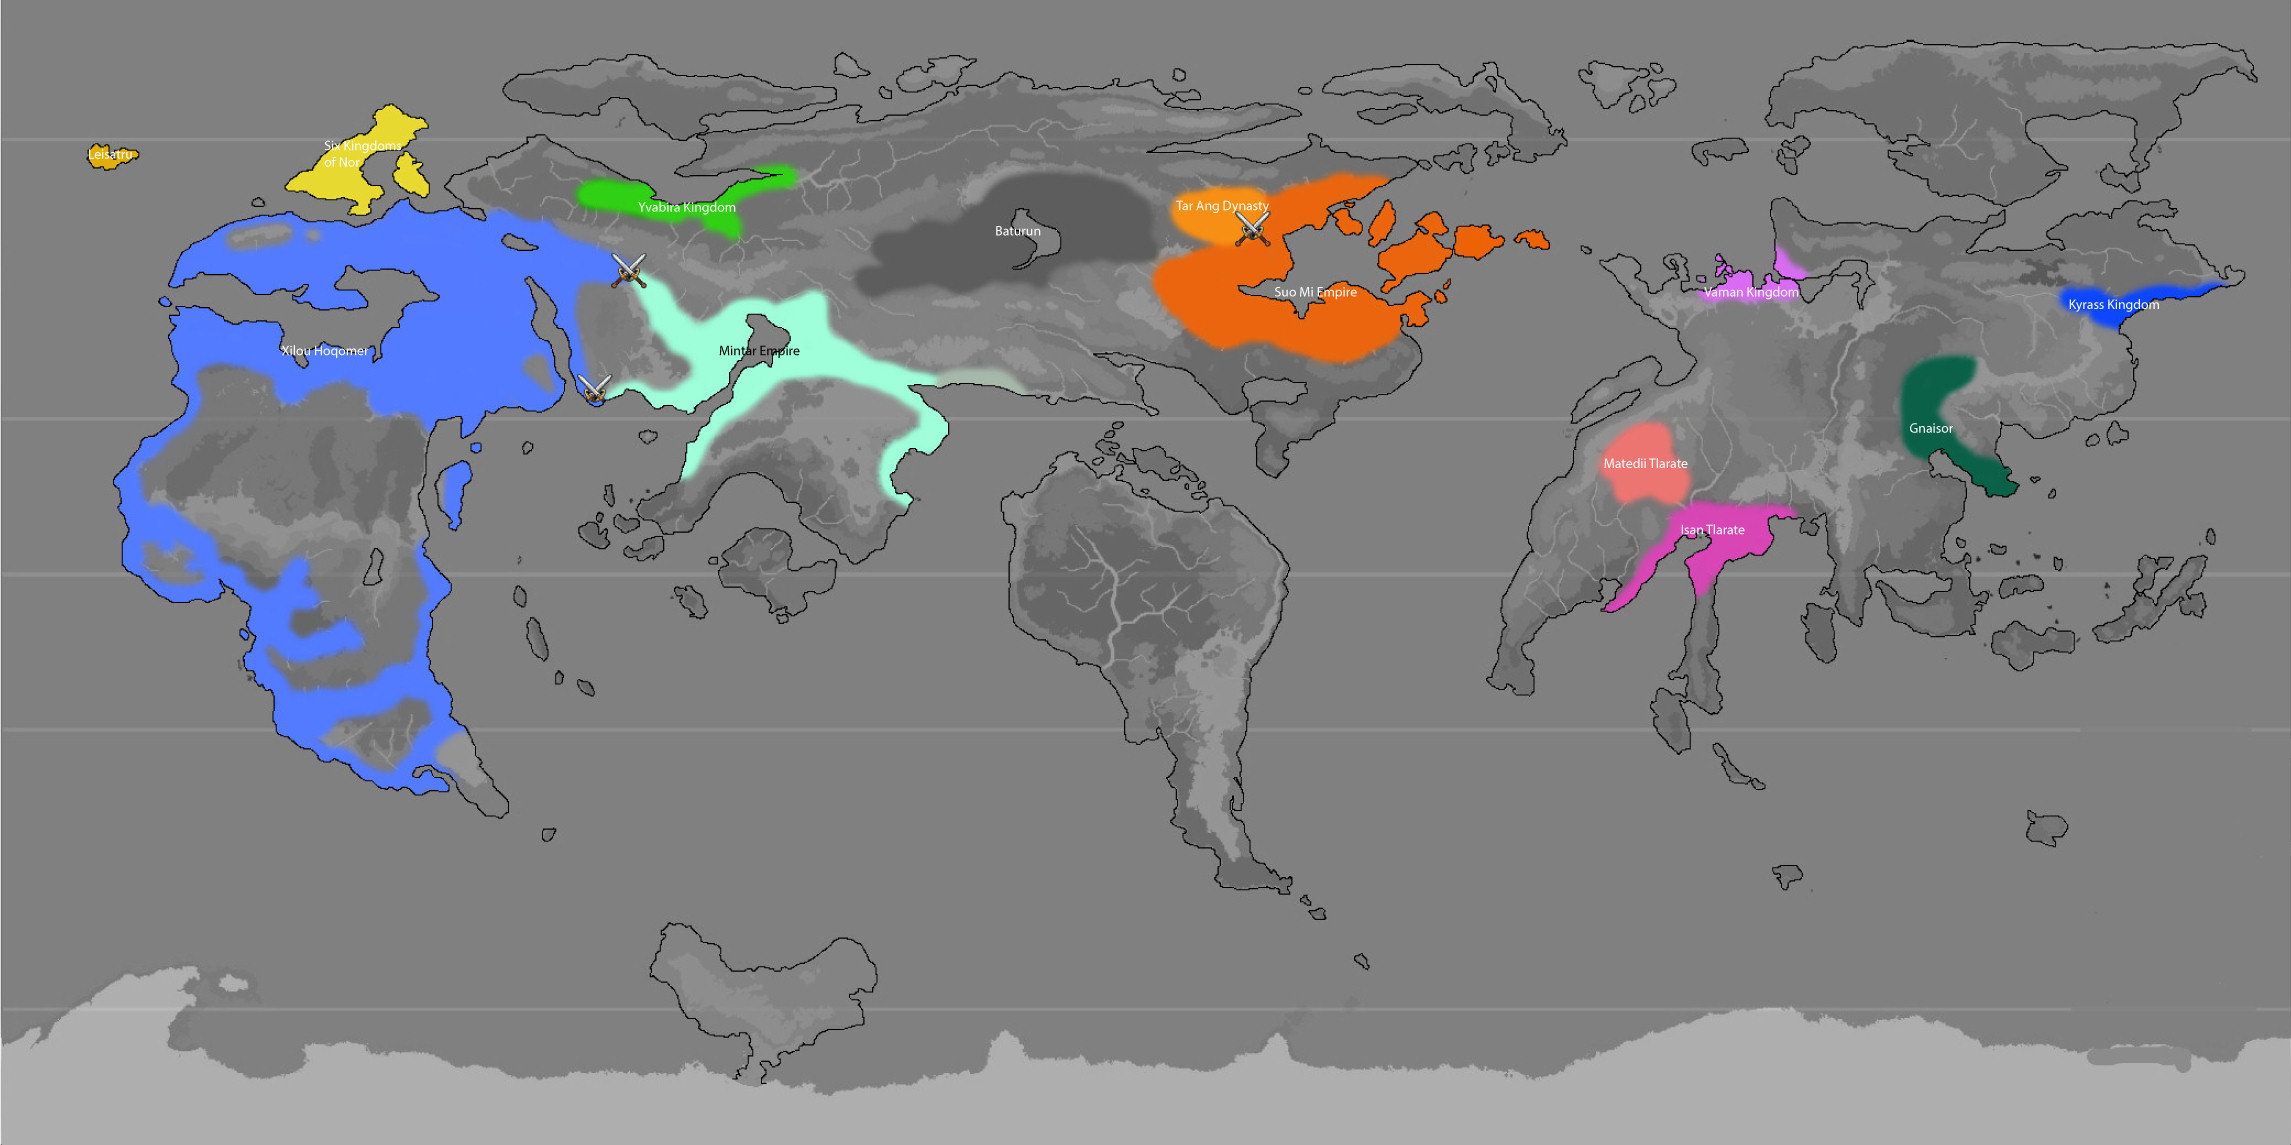 Leisatru
Six Kingdoms
of Nor
Yvabira Kingdom
Tar Ang Dynasty
Baturun
Suo Mi Empire
Vaman Kingdom
Kyrass Kingdom
Xilou Hoqomer
Mintar Empire
Gnaisor
Matedii Tlarate
Isan Tlarate